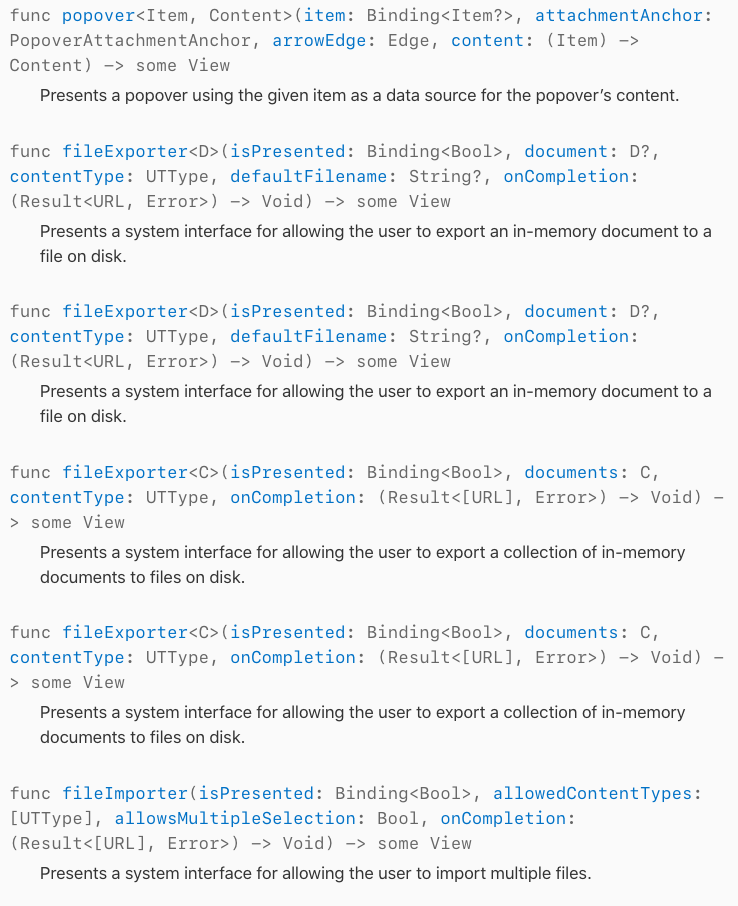 func popover<Item, Content>(item: Binding<Item?>, attachmentAnchor:
PopoverAttachmentAnchor, arrowEdge: Edge, content: (Item) ->
Content) -> some View
Presents a popover using the given item as a data source for the popover’s content.
func fileExporter<D>(isPresented: Binding<Bool>, document: D?,
contentType: UTType, defaultFilename: String?, onCompletion:
(Result<URL, Error>) -> Void) -> some View
Presents a system interface for allowing the user to export an in-memory document to a
file on disk.
func fileExporter<D>(isPresented: Binding<Bool>, document: D?,
contentType: UTType, defaultFilename: String?, onCompletion:
(Result<URL, Error>) -> Void) -> some View
Presents a system interface for allowing the user to export an in-memory document to a
file on disk.
func fileExporter<C>(isPresented: Binding<Bool>, documents: C,
contentType: UTType, onCompletion: (Result<[URL], Error>) -> Void) -
> some View
Presents a system interface for allowing the user to export a collection of in-memory
documents to files on disk.
func fileExporter<C>(isPresented: Binding<Bool>, documents: C,
contentType: UTType, onCompletion: (Result<[URL], Error>) -> Void) -
> some View
Presents a system interface for allowing the user to export a collection of in-memory
documents to files on disk.
func fileImporter(isPresented: Binding<Bool>, allowedContentTypes:
[UTType], allowsMultipleSelection: Bool, onCompletion:
(Result<[URL], Error>) -> Void) -> some View
Presents a system interface for allowing the user to import multiple files.